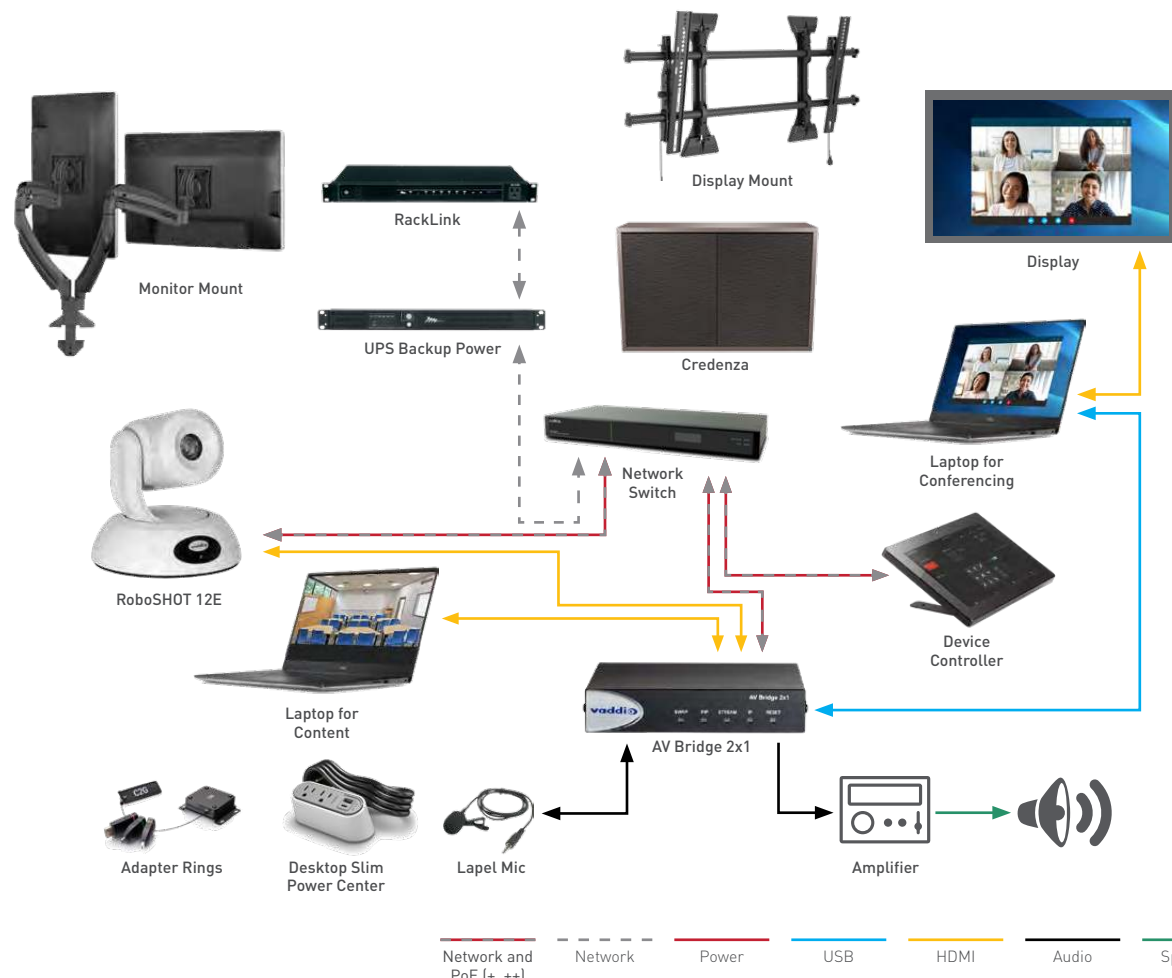 Display Mount
RackLink
Display
Monitor Mount
UPS Backup Power
Credenza
Network
Switch
Laptop for
Conferencing
RoboSHOT 12E
Device
Controller
Laptop for
Content
vaddio
AV Bridge 2x1
AV Bridge 2x1
C2G
Adapter Rings
Desktop Slim
Power Center
Lapel Mic
Amplifier
Network and
PoE (+, ++)
Network
Power
USB
HDMI
Audio